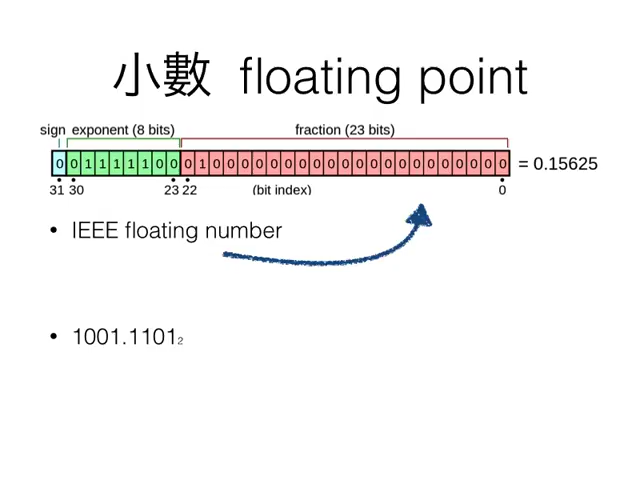 小數 floating point
sign exponent (8 bits) fraction (23 bits)
0 0 1 1 1 1 1 0 0 0 1 0 0 0 0 0 0 0 0 0 0 0 0 0 0 0 0 0 0 0 0 0 = 0.15625
31 30 23 22 (bit index) 0
• IEEE floating number
• 1001.1101₂